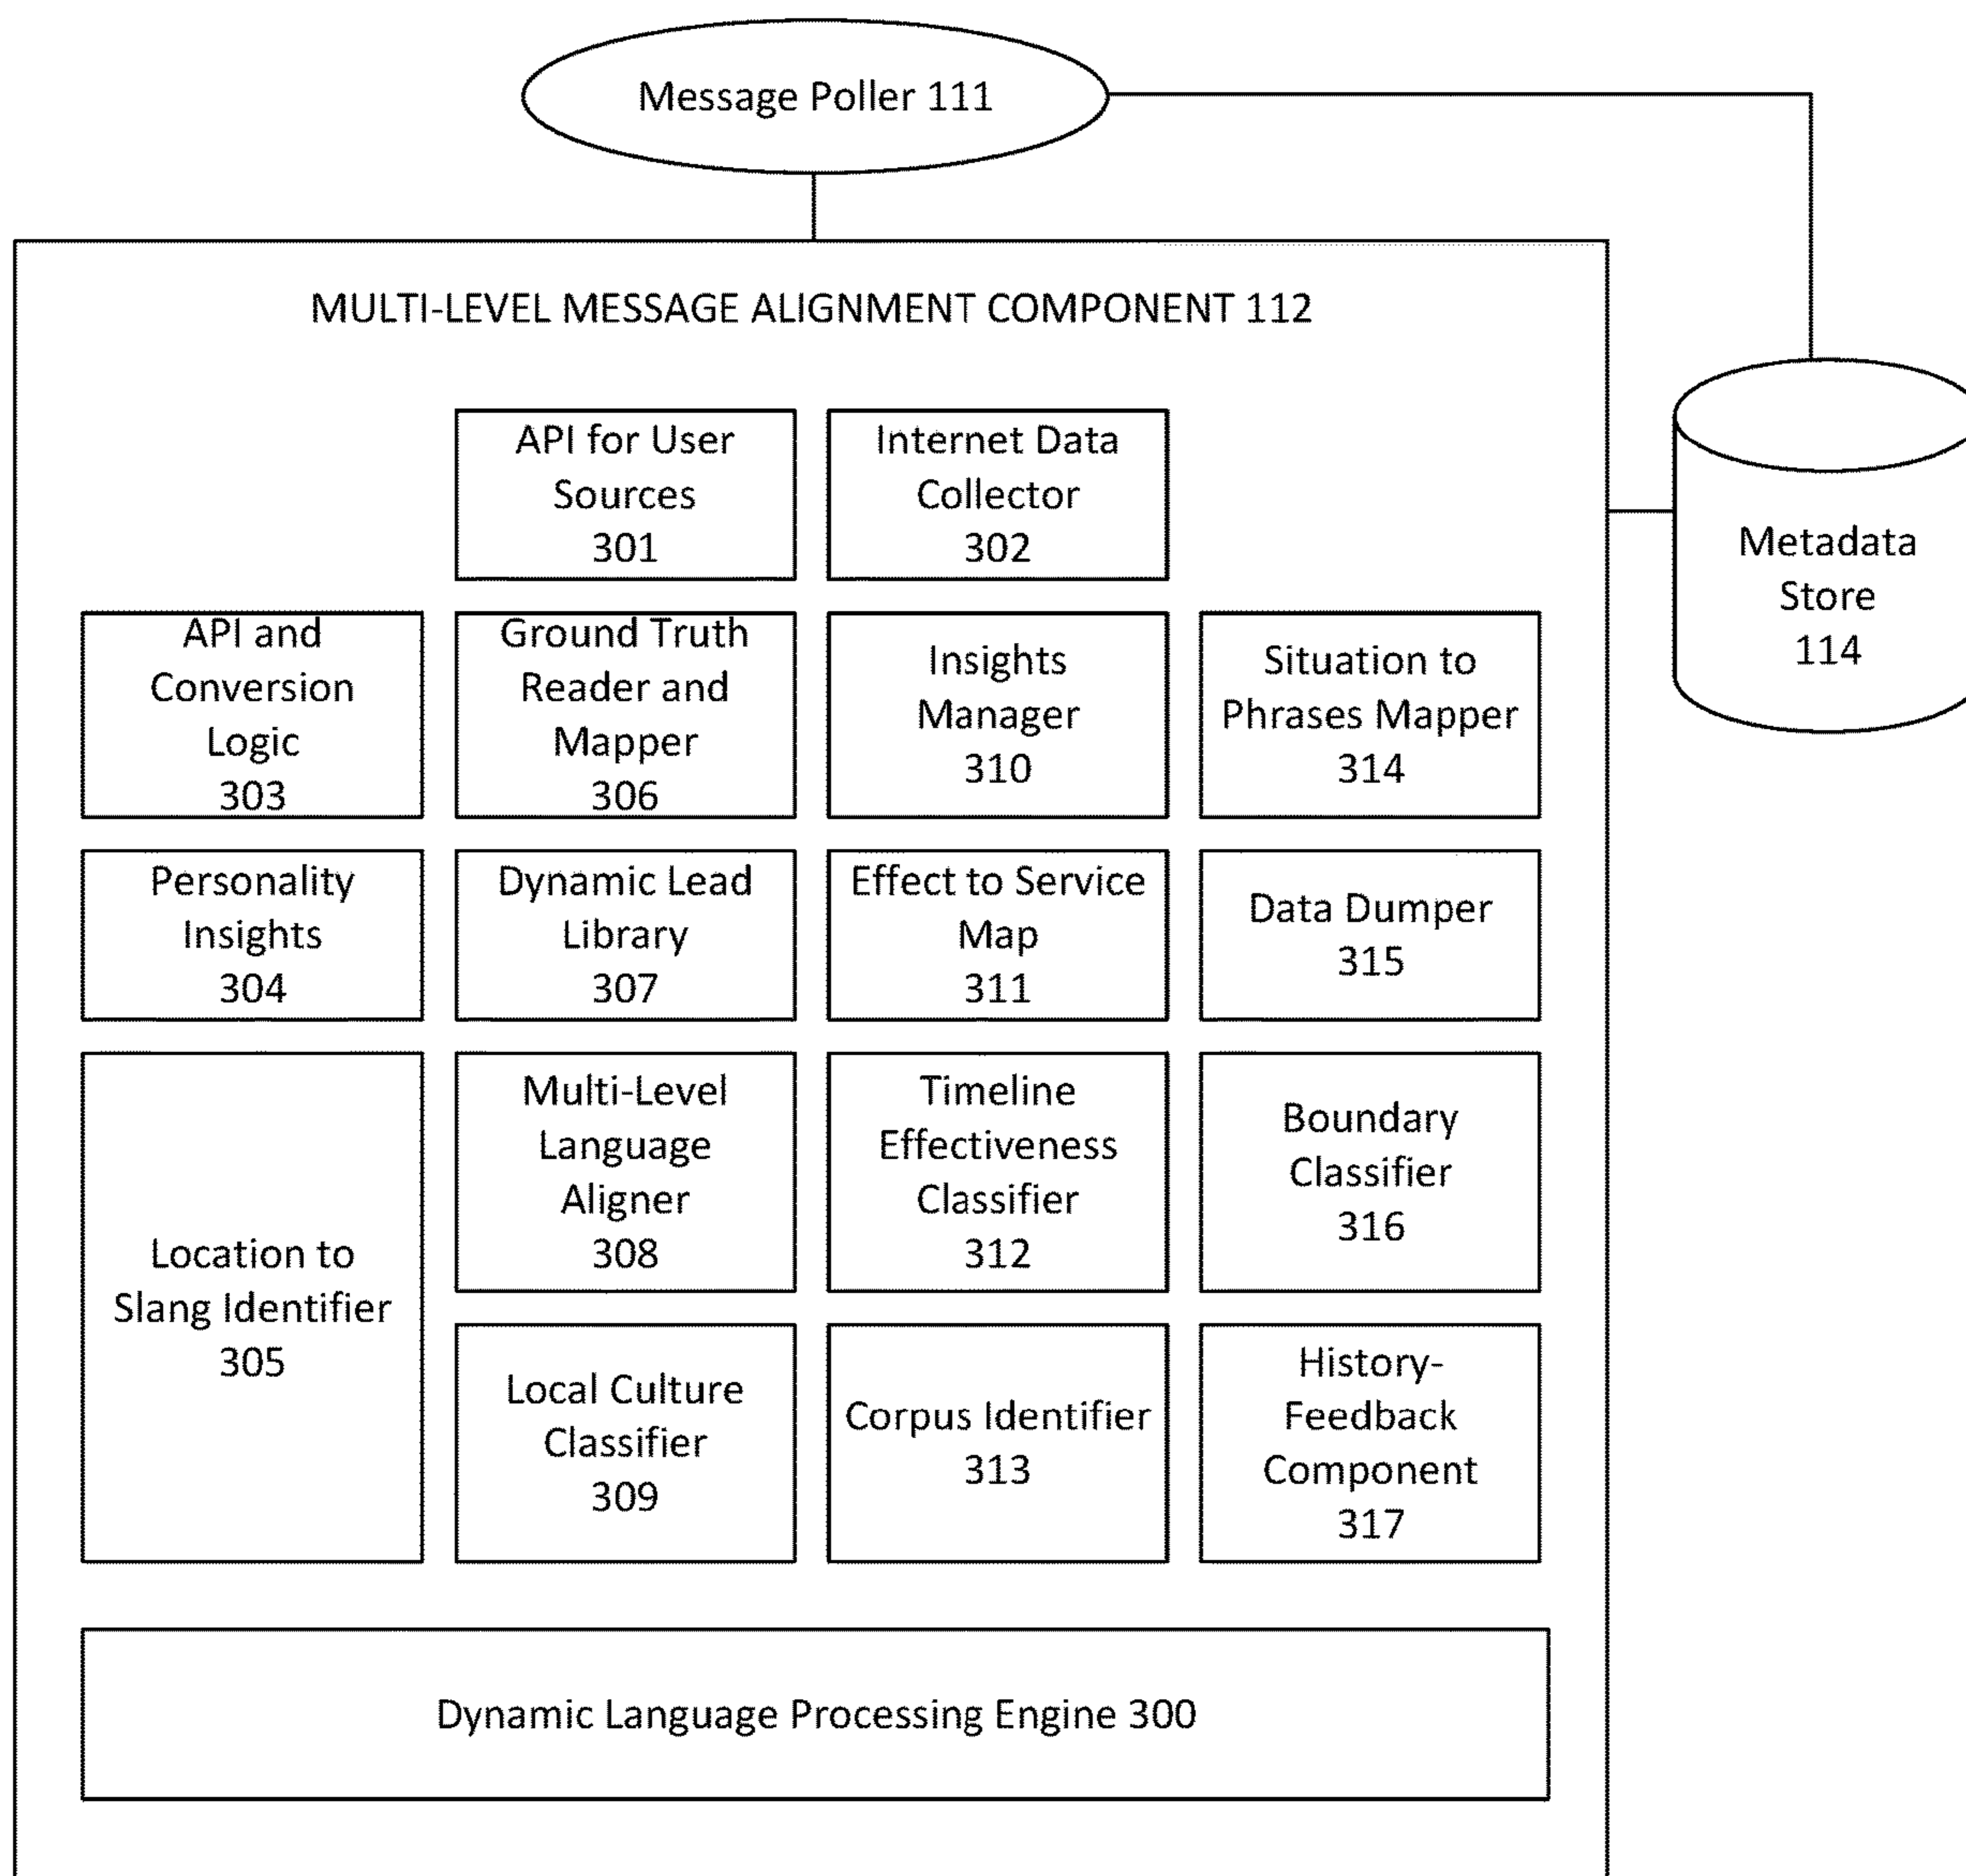 Message Poller 111
MULTI-LEVEL MESSAGE ALIGNMENT COMPONENT 112
API for User
Sources
301
Internet Data
Collector
302
Metadata
Store
114
API and
Conversion
Logic
303
Ground Truth
Reader and
Mapper
306
Insights
Manager
310
Situation to
Phrases Mapper
314
Personality
Insights
304
Dynamic Lead
Library
307
Effect to Service
Map
311
Data Dumper
315
Location to
Slang Identifier
305
Multi-Level
Language
Aligner
308
Timeline
Effectiveness
Classifier
312
Boundary
Classifier
316
Local Culture
Classifier
309
Corpus Identifier
313
History-
Feedback
Component
317
Dynamic Language Processing Engine 300